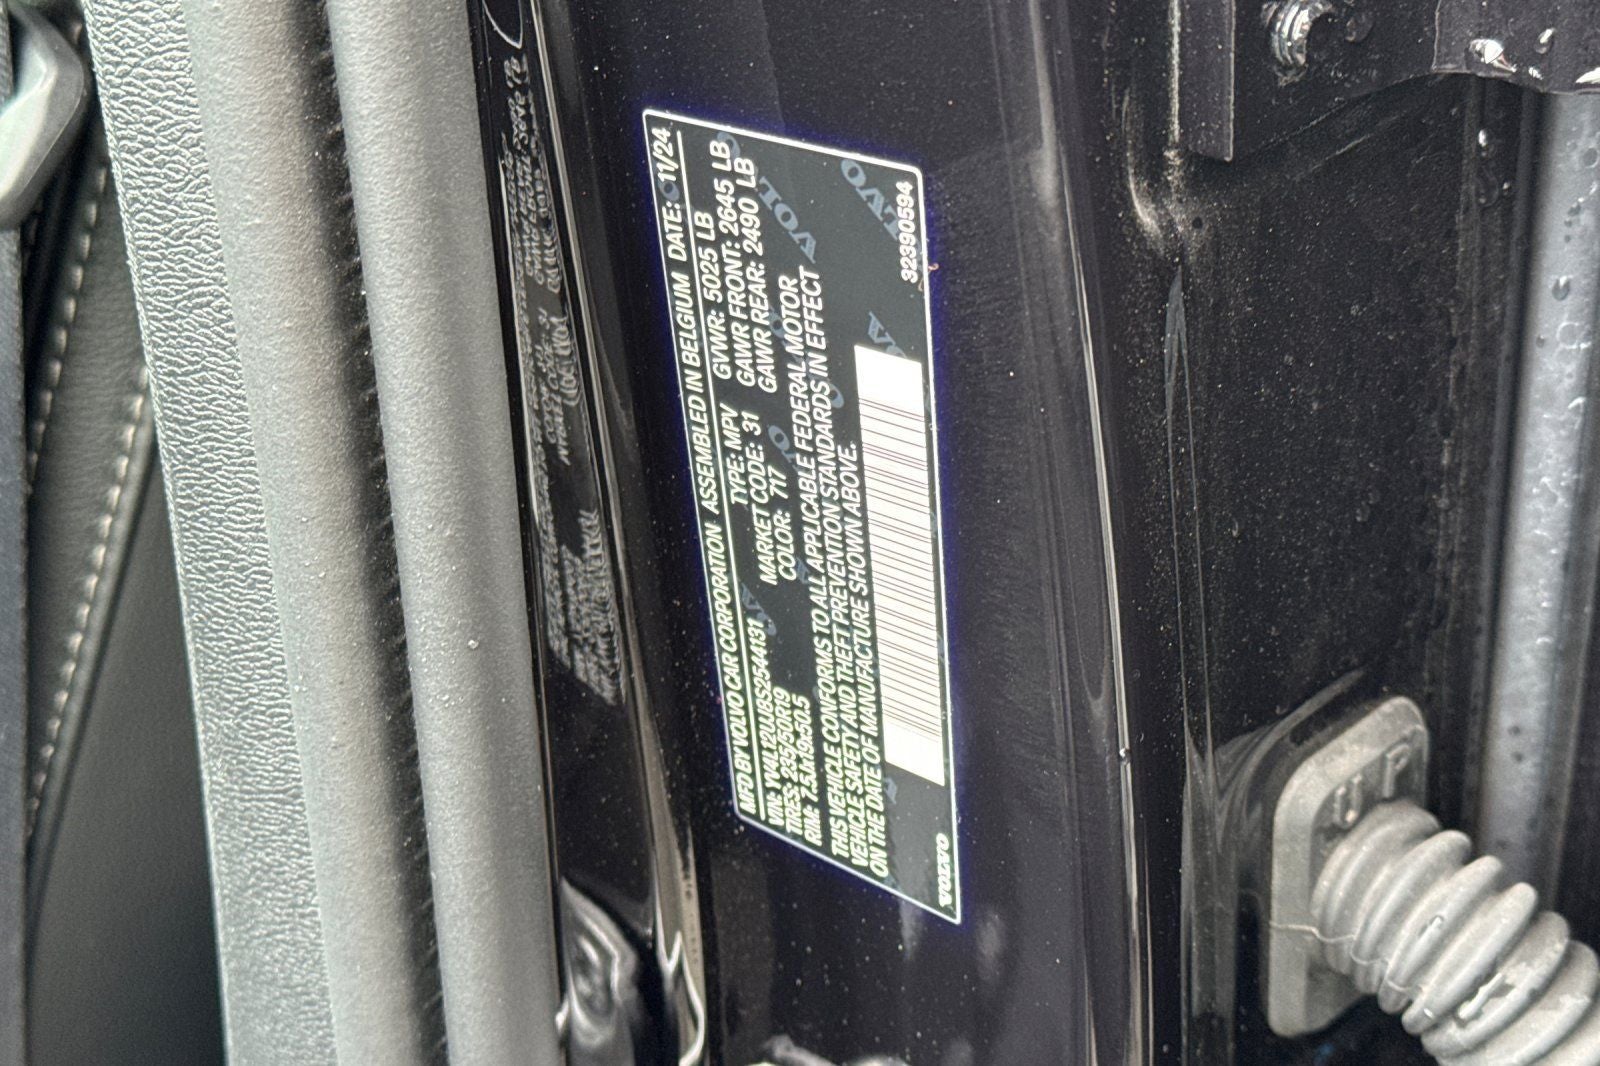 MFD BY VOLVO CAR CORPORATION ASSEMBLED IN BELGIUM DATE: 11/24
VIN: YV4L12UB8S2544131 TYPE: MPV GVWR: 5025 LB
TIRES: 235/50R19 MARKET CODE: 31 GAWR FRONT: 2645 LB
RIM: 7.5Jx19x50.5 COLOR: 717 GAWR REAR: 2490 LB
THIS VEHICLE CONFORMS TO ALL APPLICABLE FEDERAL MOTOR
VEHICLE SAFETY AND THEFT PREVENTION STANDARDS IN EFFECT
ON THE DATE OF MANUFACTURE SHOWN ABOVE.
VOLVO 32390594
UP